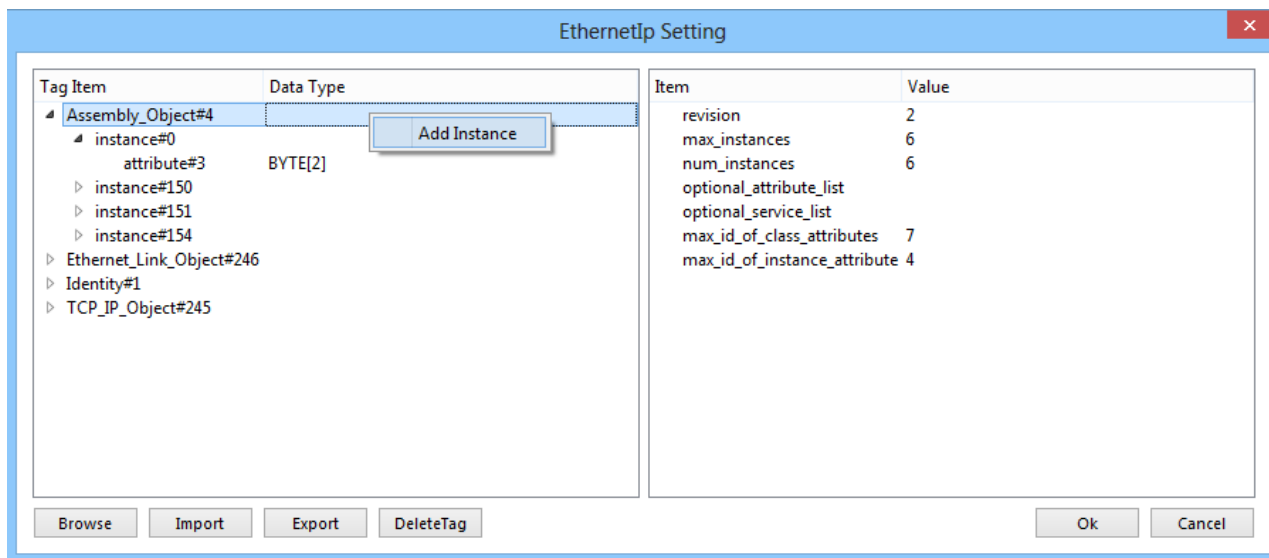 EthernetIp Setting
Tag Item Data Type
Assembly_Object#4
Add Instance
instance#0
attribute#3 BYTE[2]
instance#150
instance#151
instance#154
Ethernet_Link_Object#246
Identity#1
TCP_IP_Object#245
Item Value
revision 2
max_instances 6
num_instances 6
optional_attribute_list
optional_service_list
max_id_of_class_attributes 7
max_id_of_instance_attribute 4
Browse Import Export DeleteTag Ok Cancel